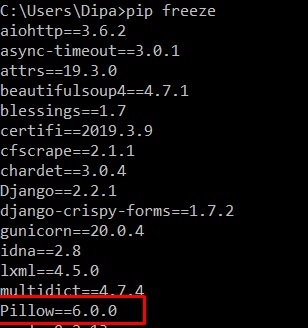 C:\Users\Dipa>pip freeze
aiohttp==3.6.2
async-timeout==3.0.1
attrs==19.3.0
beautifulsoup4==4.7.1
blessings==1.7
certifi==2019.3.9
cfscrape==2.1.1
chardet==3.0.4
Django==2.2.1
django-crispy-forms==1.7.2
gunicorn==20.0.4
idna==2.8
lxml==4.5.0
multidict==4.7.4
Pillow==6.0.0